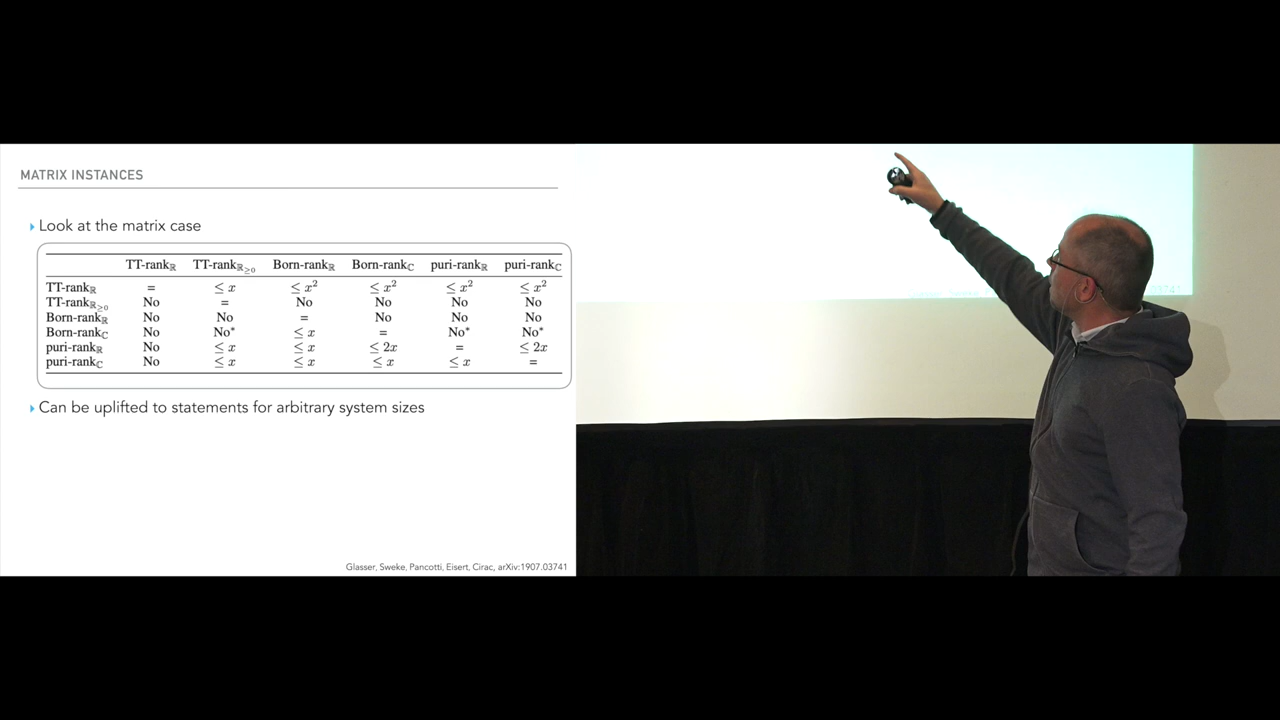 MATRIX INSTANCES
Look at the matrix case
TT-rankℝ TT-rankℝ≥0 Born-rankℝ Born-rankℂ puri-rankℝ puri-rankℂ
TT-rankℝ = ≤ x ≤ x² ≤ x² ≤ x² ≤ x²
TT-rankℝ≥0 No = No No No No
Born-rankℝ No No = No No No
Born-rankℂ No No* ≤ x = No* No*
puri-rankℝ No ≤ x ≤ x ≤ 2x = ≤ 2x
puri-rankℂ No ≤ x ≤ x ≤ x ≤ x =
Can be uplifted to statements for arbitrary system sizes
Glasser, Sweke, Pancotti, Eisert, Cirac, arXiv:1907.03741